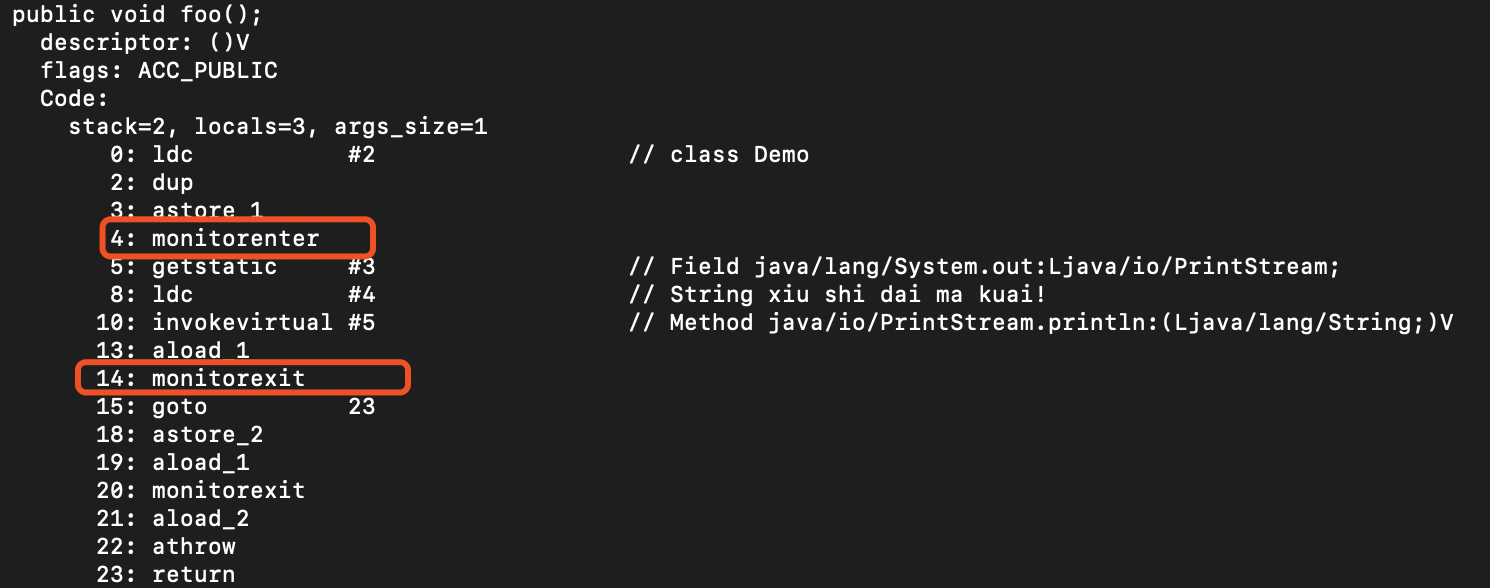 public void foo();
descriptor: ()V
flags: ACC_PUBLIC
Code:
stack=2, locals=3, args_size=1
0: ldc #2 // class Demo
2: dup
3: astore_1
4: monitorenter
5: getstatic #3 // Field java/lang/System.out:Ljava/io/PrintStream;
8: ldc #4 // String xiu shi dai ma kuai!
10: invokevirtual #5 // Method java/io/PrintStream.println:(Ljava/lang/String;)V
13: aload_1
14: monitorexit
15: goto 23
18: astore_2
19: aload_1
20: monitorexit
21: aload_2
22: athrow
23: return